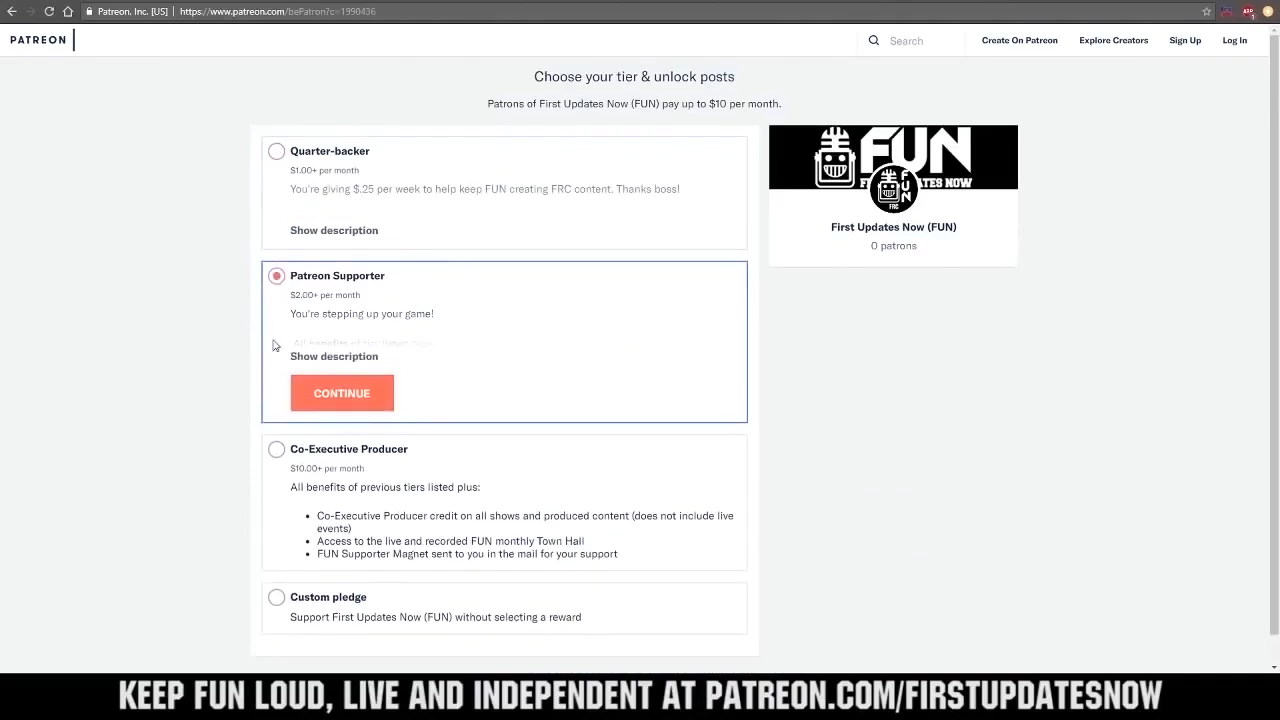 Patreon, Inc. [US] | https://www.patreon.com/bePatron?c=1990436
PATREON
Search
Create On Patreon
Explore Creators
Sign Up
Log In
Choose your tier & unlock posts
Patrons of First Updates Now (FUN) pay up to $10 per month.
Quarter-backer
$1.00+ per month
You're giving $.25 per week to help keep FUN creating FRC content. Thanks boss!
Show description
Patreon Supporter
$2.00+ per month
You're stepping up your game!
Show description
CONTINUE
Co-Executive Producer
$10.00+ per month
All benefits of previous tiers listed plus:
Co-Executive Producer credit on all shows and produced content (does not include live
events)
Access to the live and recorded FUN monthly Town Hall
FUN Supporter Magnet sent to you in the mail for your support
Custom pledge
Support First Updates Now (FUN) without selecting a reward
FUN
FUN
FRC
First Updates Now (FUN)
0 patrons
KEEP FUN LOUD, LIVE AND INDEPENDENT AT PATREON.COM/FIRSTUPDATESNOW